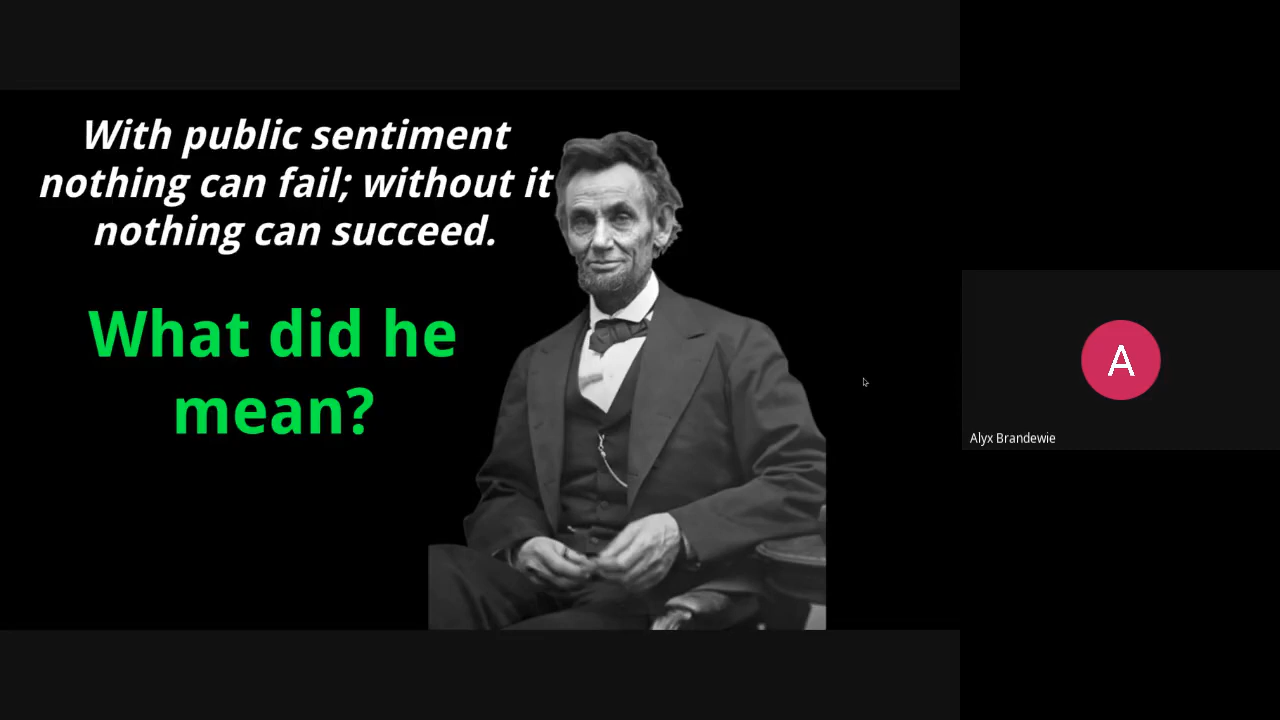 With public sentiment
nothing can fail; without it
nothing can succeed.
What did he
mean?
A
Alyx Brandewie